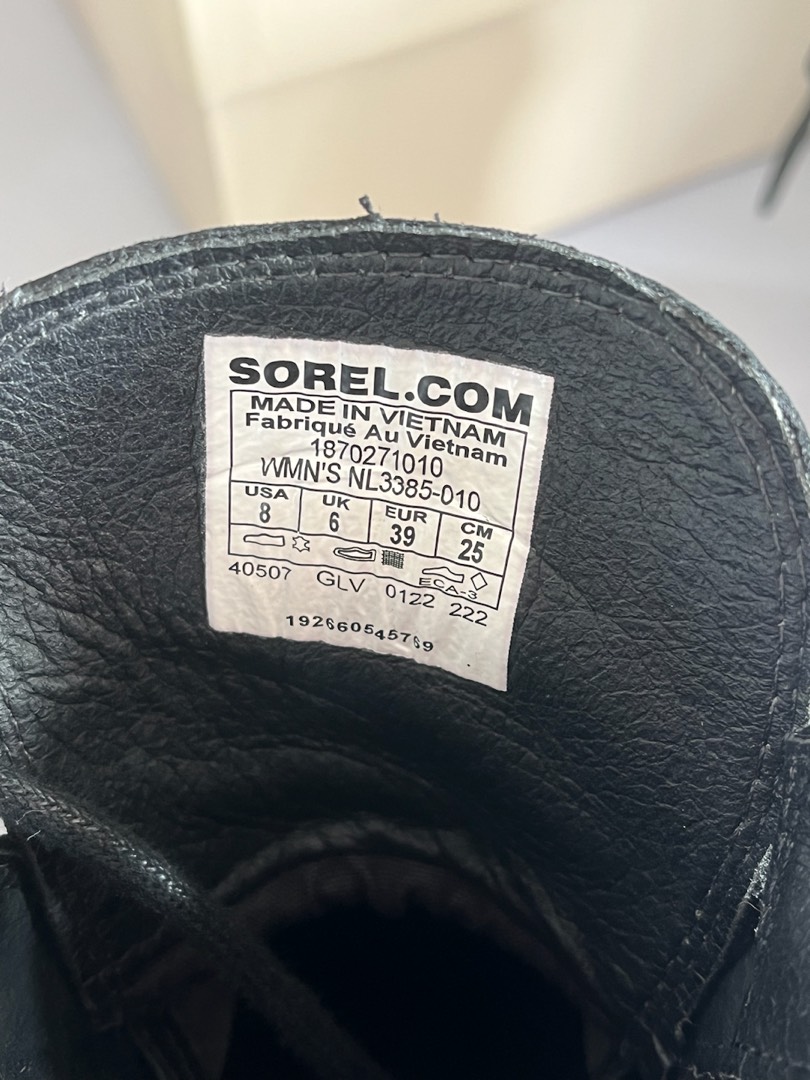 SOREL.COM
MADE IN VIETNAM
Fabriqué Au Vietnam
1870271010
WMN'S NL3385-010
USA UK EUR CM
8 6 39 25
ECA-3
40507 GLV 0122 222
192660545769